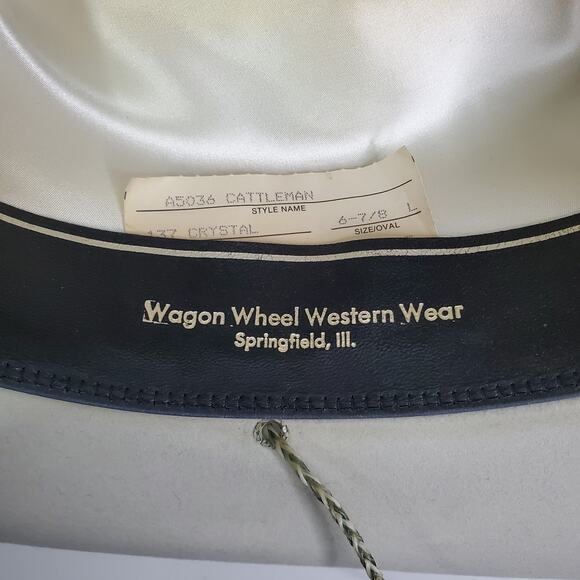 A5036 CATTLEMAN
STYLE NAME
137 CRYSTAL 6-7/8 L
SIZE/OVAL
Wagon Wheel Western Wear
Springfield, Ill.